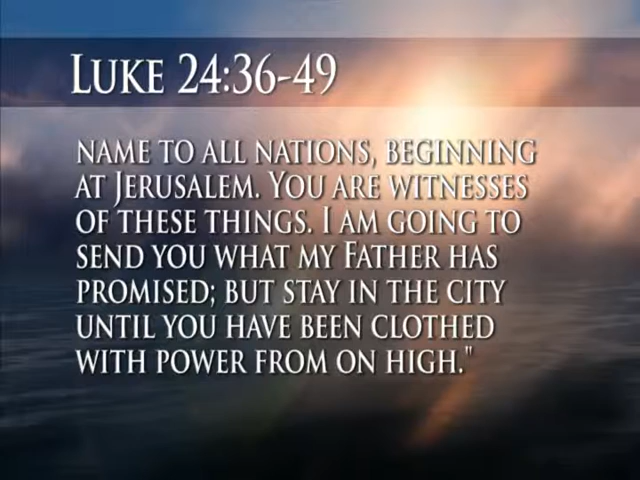 Luke 24:36-49
name to all nations, beginning
at Jerusalem. You are witnesses
of these things. I am going to
send you what my Father has
promised; but stay in the city
until you have been clothed
with power from on high."